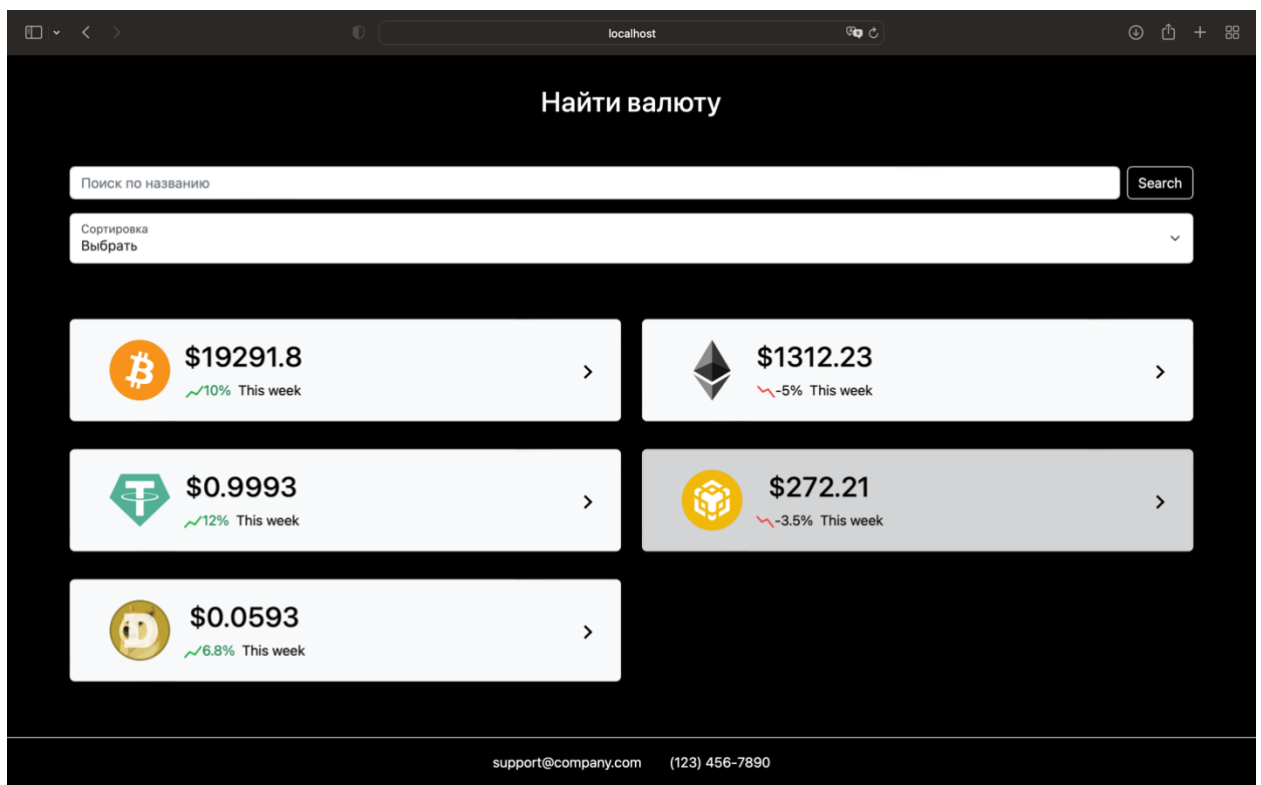 localhost
Найти валюту
Поиск по названию
Search
Сортировка
Выбрать
$19291.8
10% This week
$1312.23
-5% This week
$0.9993
12% This week
$272.21
-3.5% This week
$0.0593
6.8% This week
support@company.com (123) 456-7890